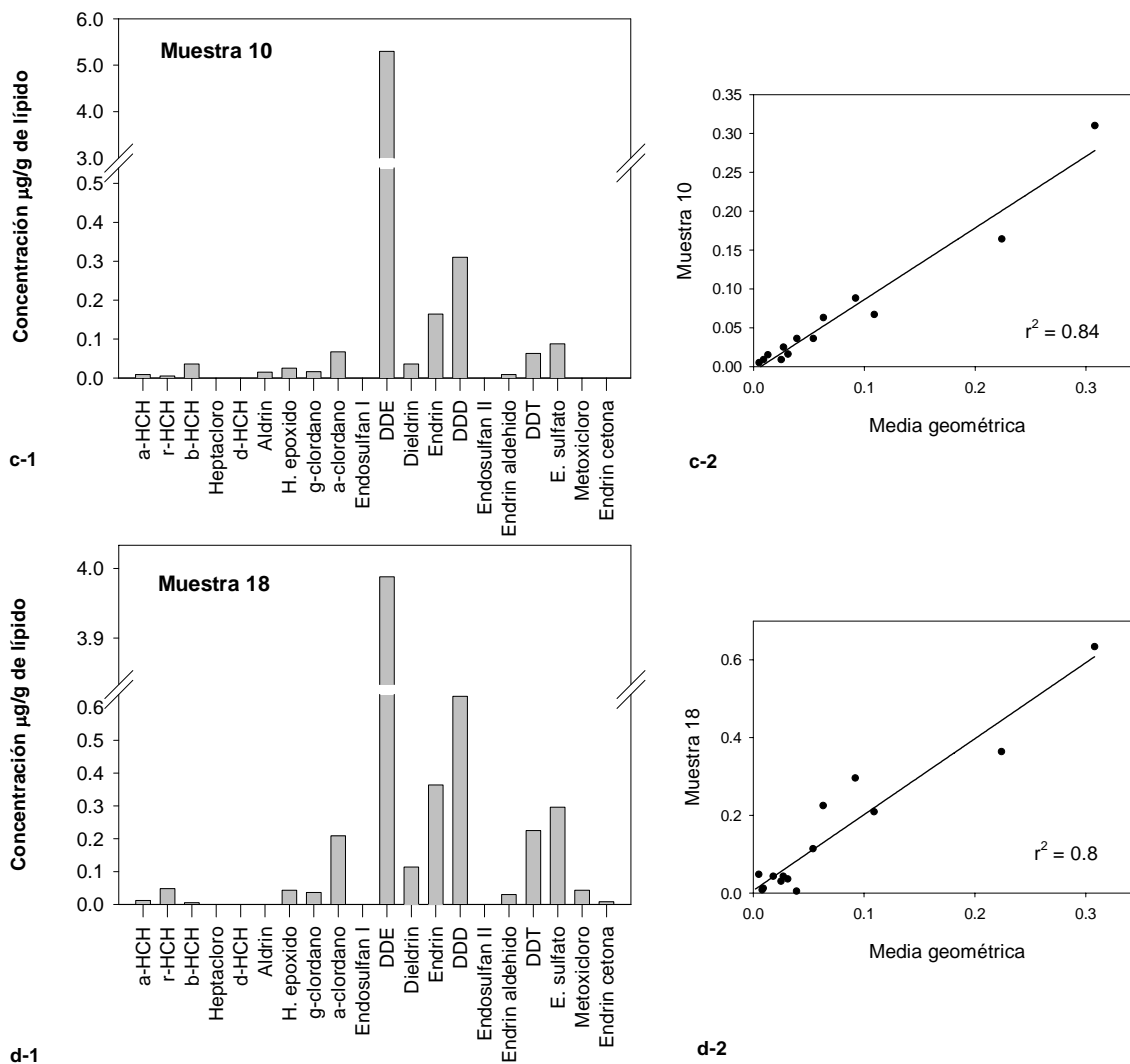 Muestra 10
Concentración µg/g de lípido
6.0
5.0
4.0
3.0
0.5
0.4
0.3
0.2
0.1
0.0
a-HCH
r-HCH
b-HCH
Heptacloro
d-HCH
Aldrin
H. epoxido
g-clordano
a-clordano
Endosulfan I
DDE
Dieldrin
Endrin
DDD
Endosulfan II
Endrin aldehido
DDT
E. sulfato
Metoxicloro
Endrin cetona
c-1
Muestra 10
0.35
0.30
0.25
0.20
0.15
0.10
0.05
0.00
r² = 0.84
0.0
0.1
0.2
0.3
Media geométrica
c-2
Muestra 18
Concentración µg/g de lípido
4.0
3.9
0.6
0.5
0.4
0.3
0.2
0.1
0.0
a-HCH
r-HCH
b-HCH
Heptacloro
d-HCH
Aldrin
H. epoxido
g-clordano
a-clordano
Endosulfan I
DDE
Dieldrin
Endrin
DDD
Endosulfan II
Endrin aldehido
DDT
E. sulfato
Metoxicloro
Endrin cetona
d-1
Muestra 18
0.6
0.4
0.2
0.0
r² = 0.8
0.0
0.1
0.2
0.3
Media geométrica
d-2